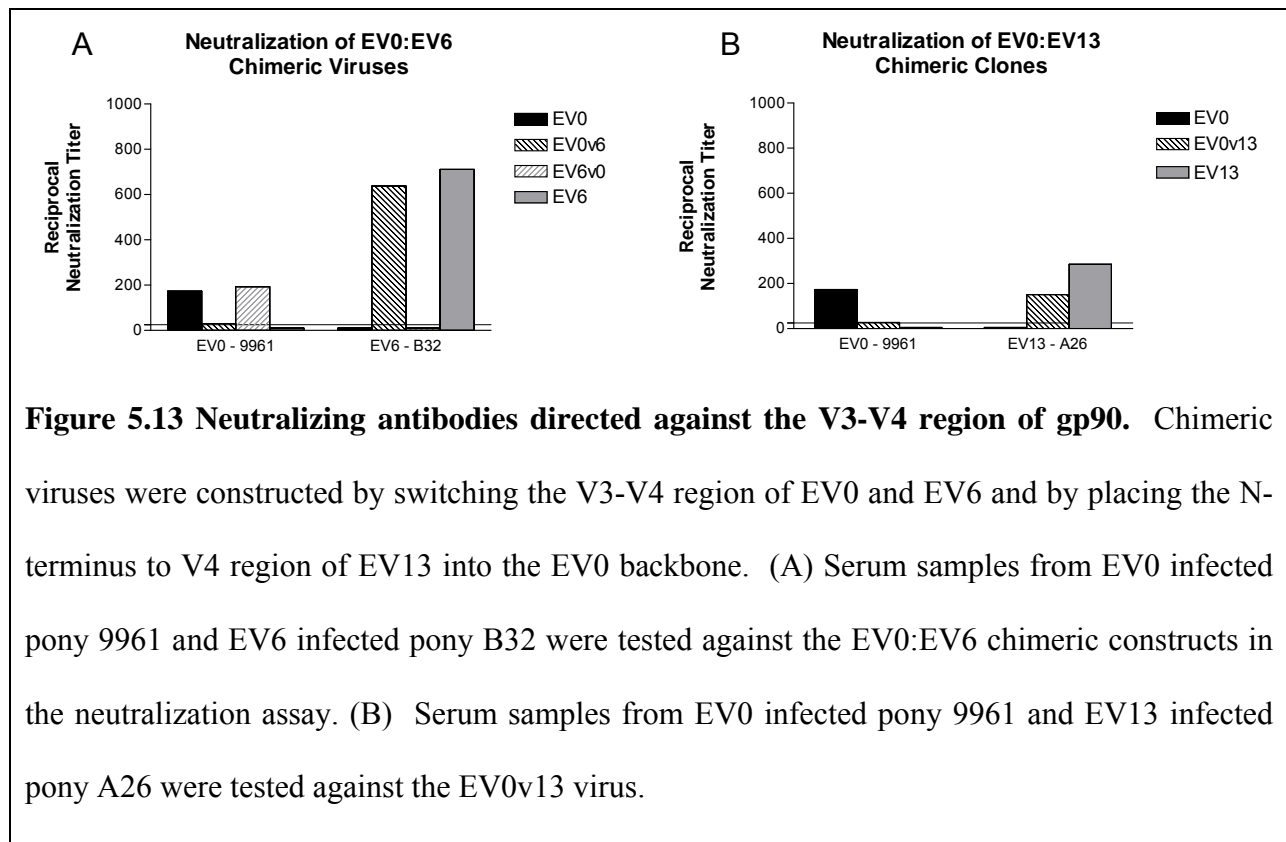 A
Neutralization of EV0:EV6
Chimeric Viruses
Reciprocal
Neutralization Titer
1000
800
600
400
200
0
EV0 - 9961
EV6 - B32
EV0
EV0v6
EV6v0
EV6
B
Neutralization of EV0:EV13
Chimeric Clones
Reciprocal
Neutralization Titer
1000
800
600
400
200
0
EV0 - 9961
EV13 - A26
EV0
EV0v13
EV13
Figure 5.13 Neutralizing antibodies directed against the V3-V4 region of gp90. Chimeric
viruses were constructed by switching the V3-V4 region of EV0 and EV6 and by placing the N-
terminus to V4 region of EV13 into the EV0 backbone. (A) Serum samples from EV0 infected
pony 9961 and EV6 infected pony B32 were tested against the EV0:EV6 chimeric constructs in
the neutralization assay. (B) Serum samples from EV0 infected pony 9961 and EV13 infected
pony A26 were tested against the EV0v13 virus.